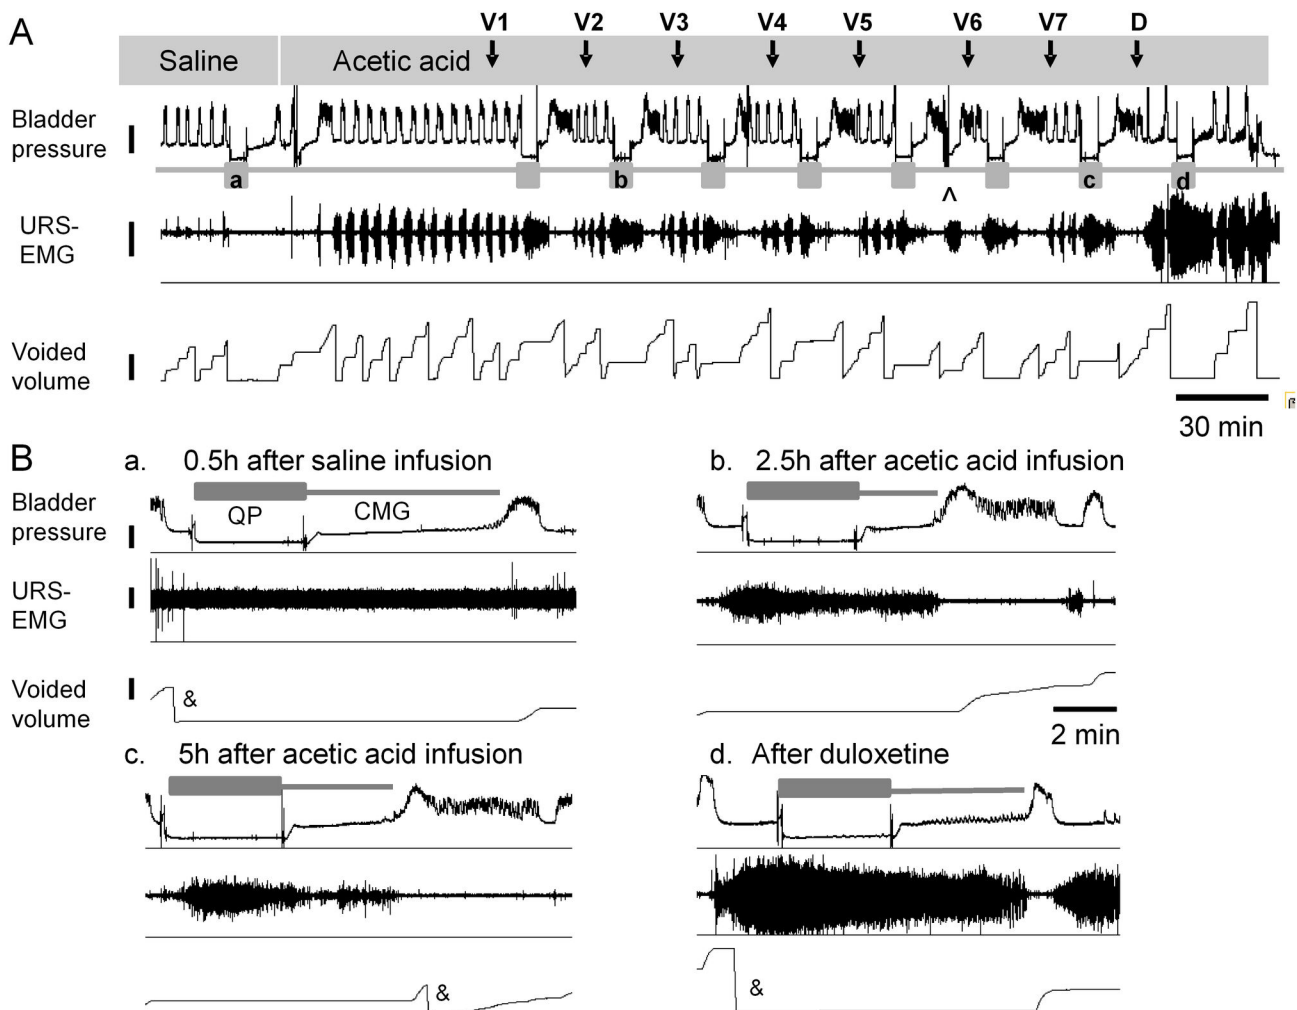 A
V1 V2 V3 V4 V5 V6 V7 D
Saline Acetic acid
Bladder
pressure
a b c d
^
URS-
EMG
Voided
volume
30 min
B
a. 0.5h after saline infusion
b. 2.5h after acetic acid infusion
Bladder
pressure
QP CMG
URS-
EMG
Voided
volume
&
2 min
c. 5h after acetic acid infusion
d. After duloxetine
&
&